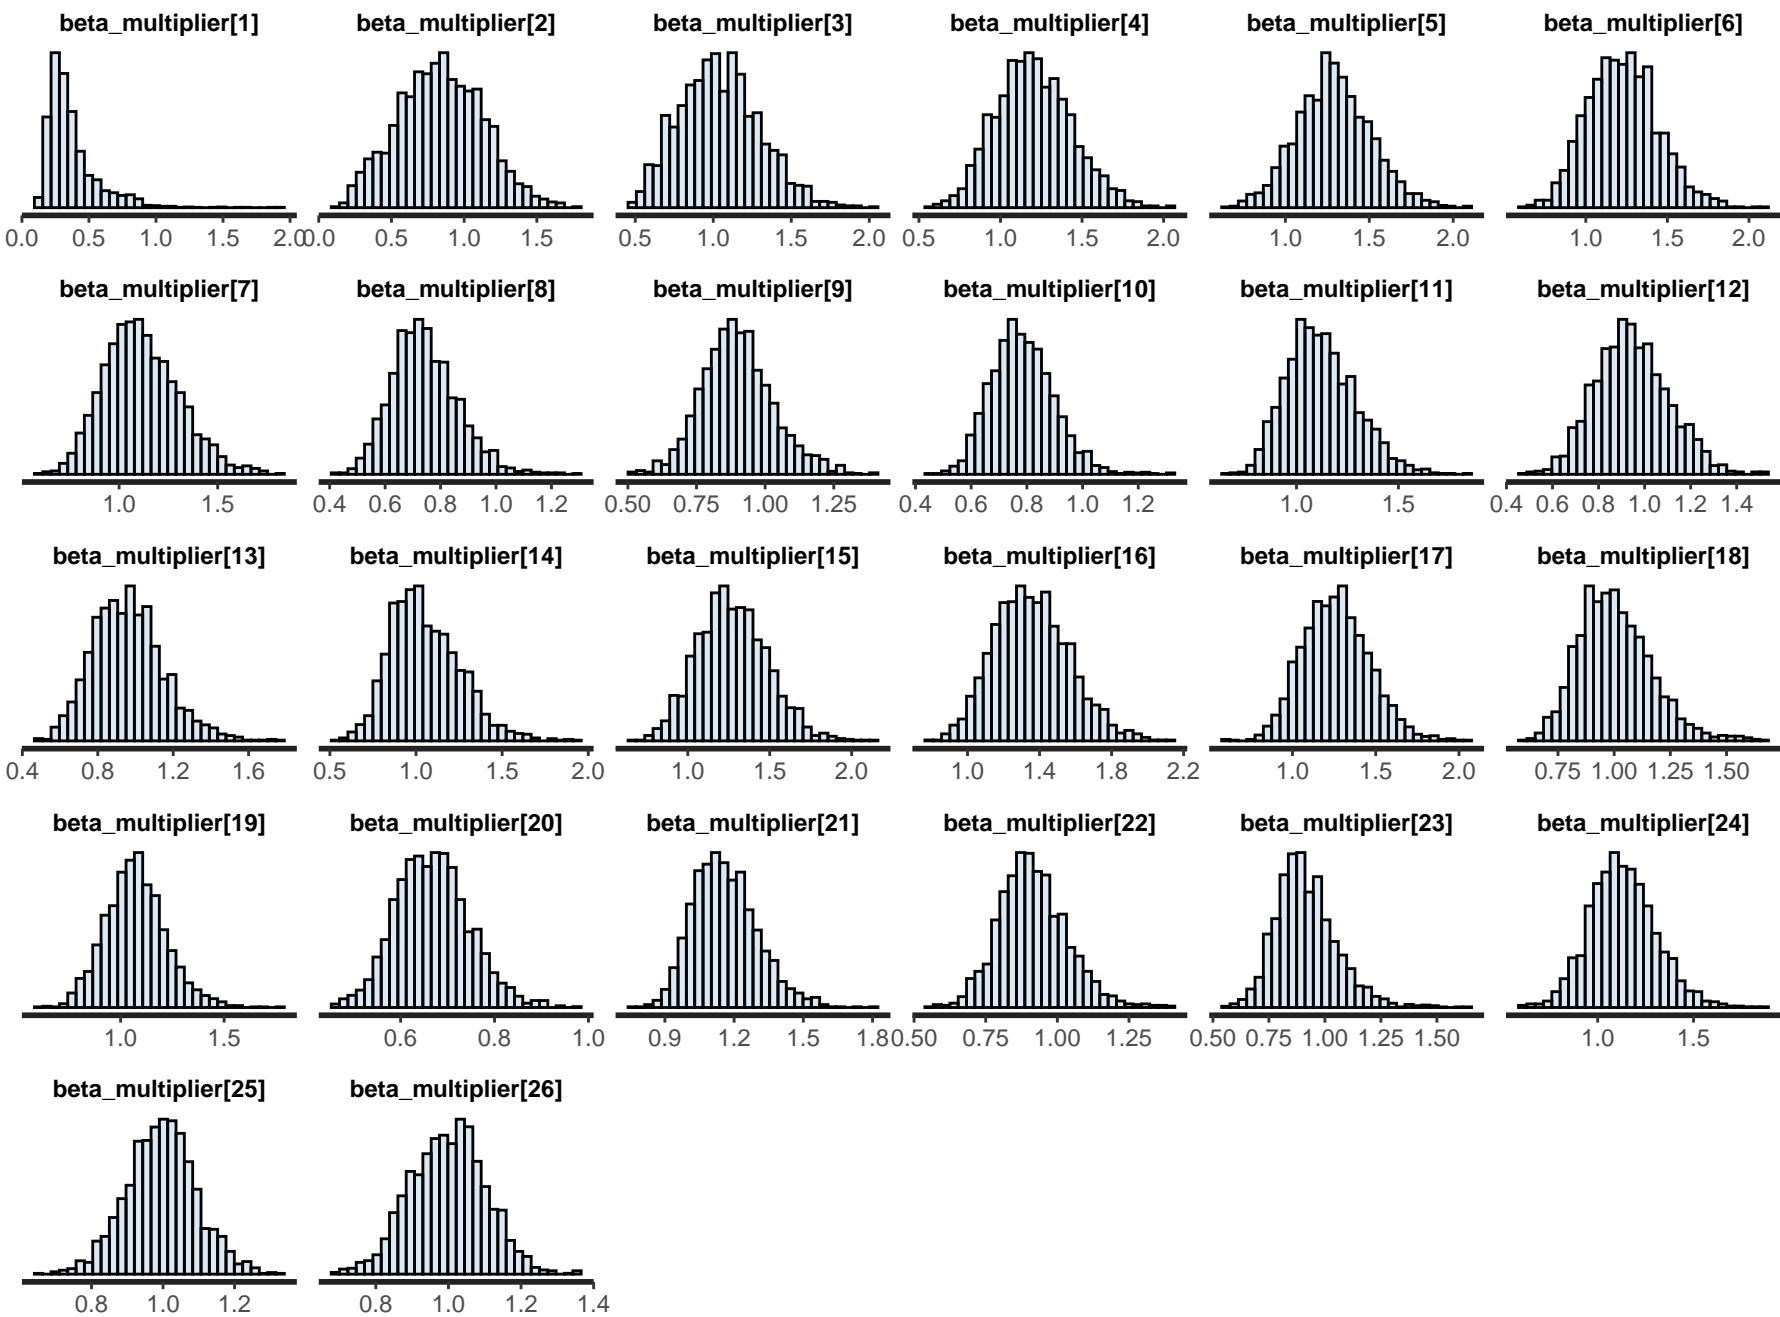 beta_multiplier[1] beta_multiplier[2] beta_multiplier[3] beta_multiplier[4] beta_multiplier[5] beta_multiplier[6]
0.0 0.5 1.0 1.5 2.0 0.0 0.5 1.0 1.5 0.5 1.0 1.5 2.0 0.5 1.0 1.5 2.0 1.0 1.5 2.0 1.0 1.5 2.0
beta_multiplier[7] beta_multiplier[8] beta_multiplier[9] beta_multiplier[10] beta_multiplier[11] beta_multiplier[12]
1.0 1.5 0.4 0.6 0.8 1.0 1.2 0.50 0.75 1.00 1.25 0.4 0.6 0.8 1.0 1.2 1.0 1.5 0.4 0.6 0.8 1.0 1.2 1.4
beta_multiplier[13] beta_multiplier[14] beta_multiplier[15] beta_multiplier[16] beta_multiplier[17] beta_multiplier[18]
0.4 0.8 1.2 1.6 0.5 1.0 1.5 2.0 1.0 1.5 2.0 1.0 1.4 1.8 2.2 1.0 1.5 2.0 0.75 1.00 1.25 1.50
beta_multiplier[19] beta_multiplier[20] beta_multiplier[21] beta_multiplier[22] beta_multiplier[23] beta_multiplier[24]
1.0 1.5 0.6 0.8 1.0 0.9 1.2 1.5 1.8 0.50 0.75 1.00 1.25 0.50 0.75 1.00 1.25 1.50 1.0 1.5
beta_multiplier[25] beta_multiplier[26]
0.8 1.0 1.2 0.8 1.0 1.2 1.4